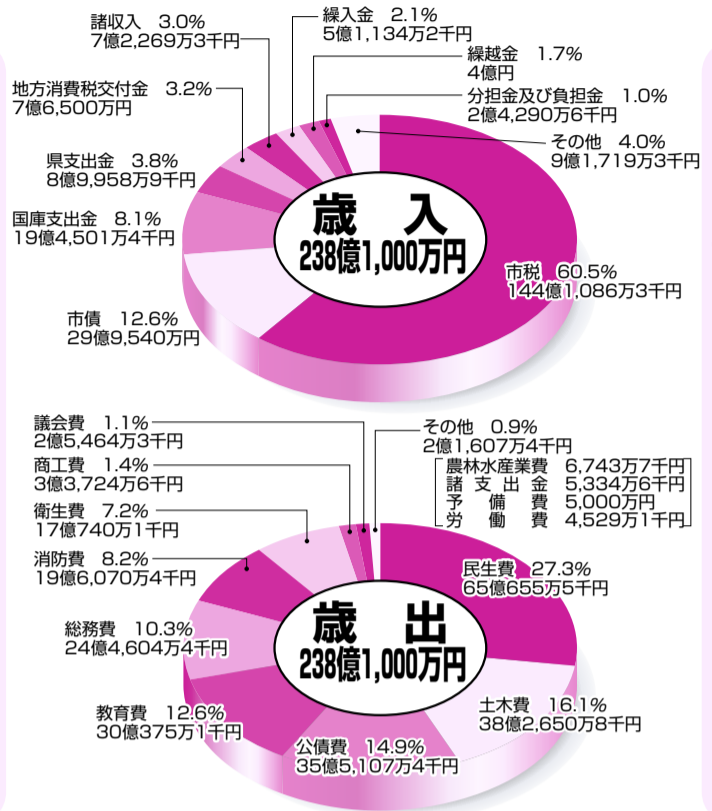 諸収入 3.0%
7億2,269万3千円
繰入金 2.1%
5億1,134万2千円
繰越金 1.7%
4億円
地方消費税交付金 3.2%
7億6,500万円
分担金及び負担金 1.0%
2億4,290万6千円
その他 4.0%
9億1,719万3千円
県支出金 3.8%
8億9,958万9千円
国庫支出金 8.1%
19億4,501万4千円
歳入
238億1,000万円
市税 60.5%
144億1,086万3千円
市債 12.6%
29億9,540万円
議会費 1.1%
2億5,464万3千円
その他 0.9%
2億1,607万4千円
農林水産業費 6,743万7千円
諸支出金 5,334万6千円
予備費 5,000万円
労働費 4,529万1千円
商工費 1.4%
3億3,724万6千円
衛生費 7.2%
17億740万1千円
消防費 8.2%
19億6,070万4千円
民生費 27.3%
65億655万5千円
歳出
238億1,000万円
総務費 10.3%
24億4,604万4千円
土木費 16.1%
38億2,650万8千円
教育費 12.6%
30億375万1千円
公債費 14.9%
35億5,107万4千円